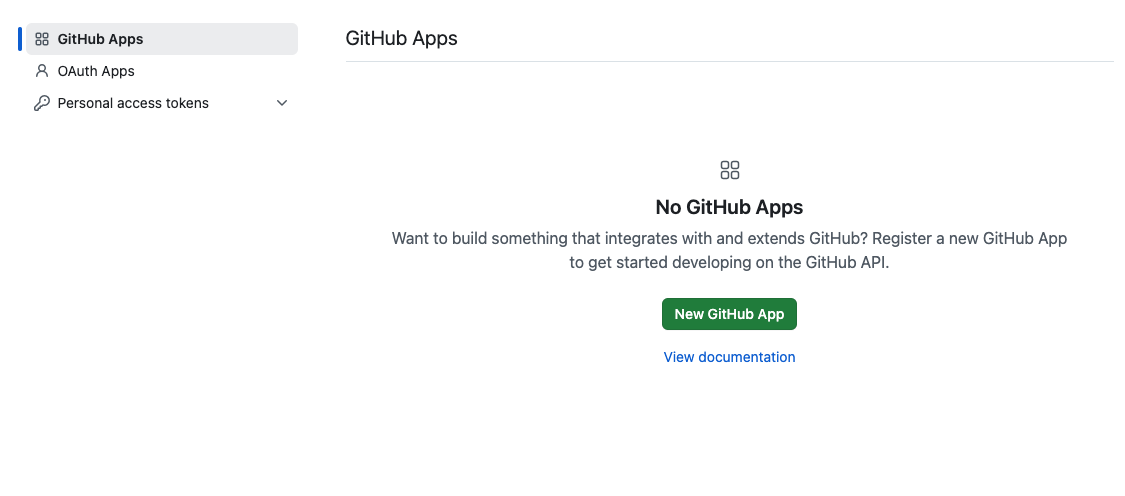 GitHub Apps
OAuth Apps
Personal access tokens
GitHub Apps
No GitHub Apps
Want to build something that integrates with and extends GitHub? Register a new GitHub App
to get started developing on the GitHub API.
New GitHub App
View documentation